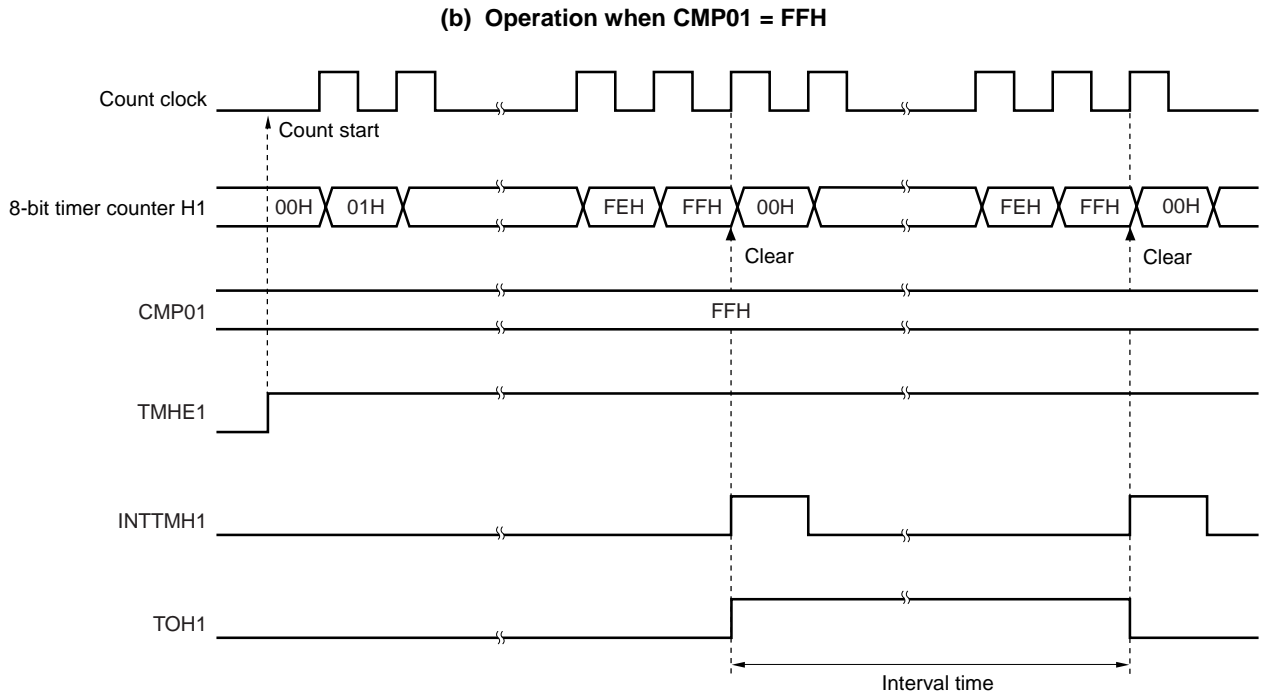 (b) Operation when CMP01 = FFH
Count clock
Count start
8-bit timer counter H1 00H 01H FEH FFH 00H FEH FFH 00H
Clear Clear
CMP01 FFH
TMHE1
INTTMH1
TOH1
Interval time